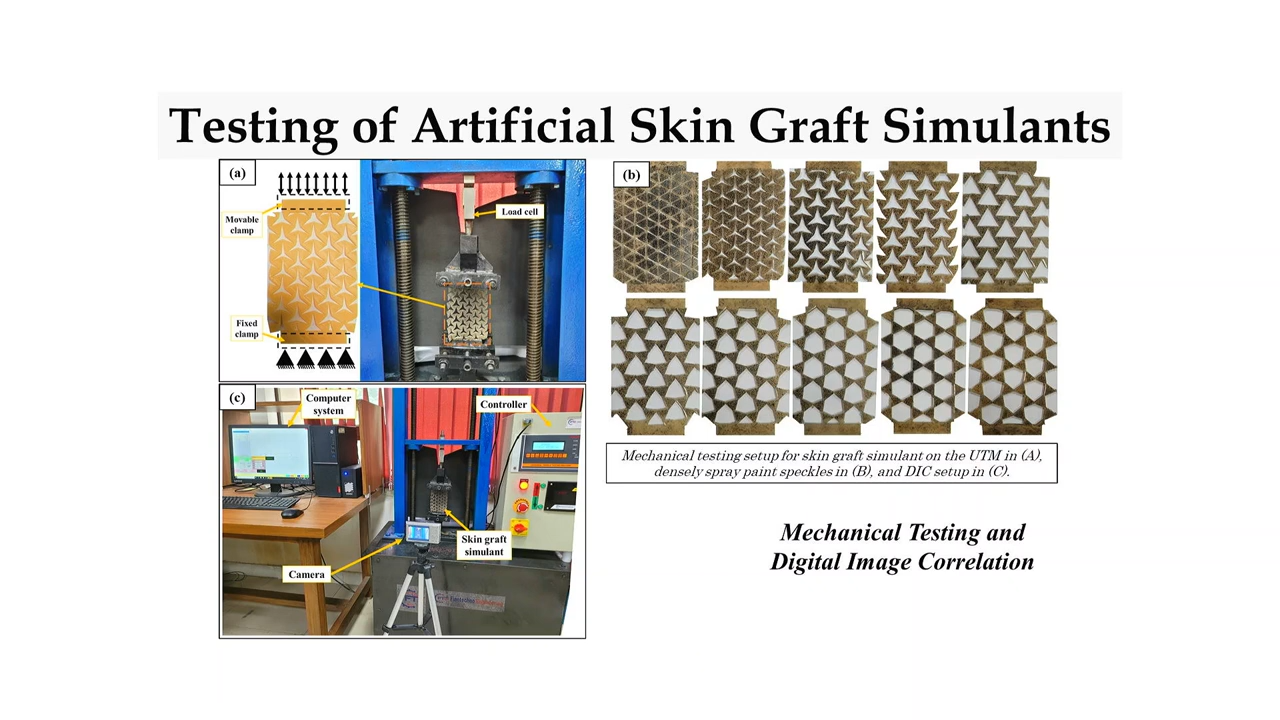 Testing of Artificial Skin Graft Simulants
(a)
Movable
clamp
Load cell
Fixed
clamp
(b)
(c)
Computer
system
Controller
Skin graft
simulant
Camera
Mechanical testing setup for skin graft simulant on the UTM in (A),
densely spray paint speckles in (B), and DIC setup in (C).
Mechanical Testing and
Digital Image Correlation